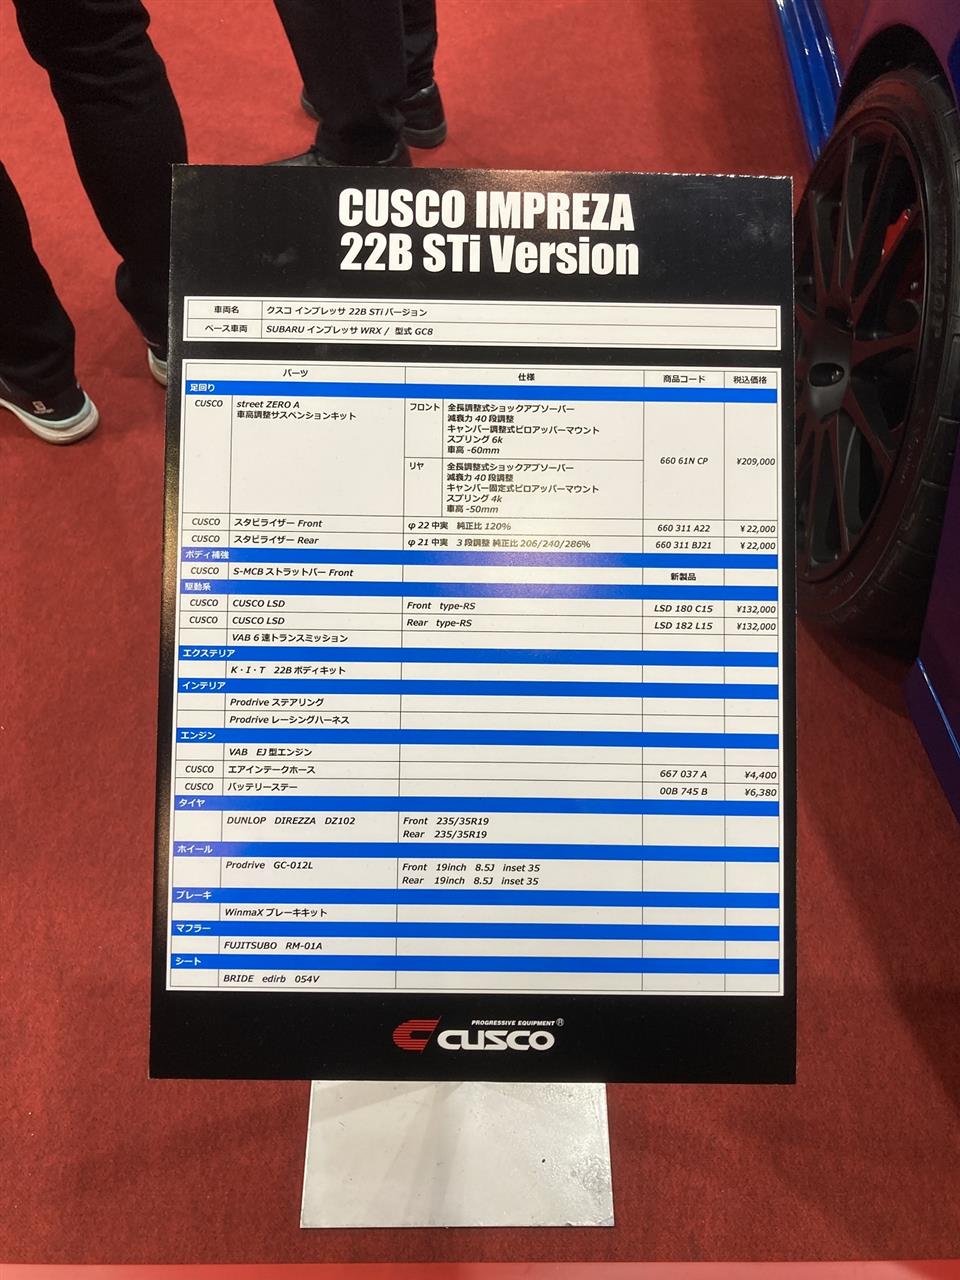 CUSCO IMPREZA
22B STi Version
車両名 クスコ インプレッサ 22B STi バージョン
ベース車両 SUBARU インプレッサ WRX / 型式 GC8
パーツ 仕様 商品コード 税込価格
足回り
CUSCO street ZERO A
車高調整サスペンションキット
フロント 全長調整式ショックアブソーバー
減衰力 40 段調整
キャンバー調整式ピロアッパーマウント
スプリング 6k
車高 -60mm
660 61N CP ¥209,000
リヤ 全長調整式ショックアブソーバー
減衰力 40 段調整
キャンバー固定式ピロアッパーマウント
スプリング 4k
車高 -50mm
CUSCO スタビライザー Front φ 22 中実 純正比 120% 660 311 A22 ¥ 22,000
CUSCO スタビライザー Rear φ 21 中実 3 段調整 純正比 206/240/286% 660 311 BJ21 ¥ 22,000
ボディ補強
CUSCO S-MCB ストラットバー Front 新製品
駆動系
CUSCO CUSCO LSD Front type-RS LSD 180 C15 ¥132,000
CUSCO CUSCO LSD Rear type-RS LSD 182 L15 ¥132,000
VAB 6 速トランスミッション
エクステリア
K・I・T 22B ボディキット
インテリア
Prodrive ステアリング
Prodrive レーシングハーネス
エンジン
VAB EJ 型エンジン
CUSCO エアインテークホース 667 037 A ¥4,400
CUSCO バッテリーステー 00B 745 B ¥6,380
タイヤ
DUNLOP DIREZZA DZ102 Front 235/35R19
Rear 235/35R19
ホイール
Prodrive GC-012L Front 19inch 8.5J inset 35
Rear 19inch 8.5J inset 35
ブレーキ
WinmaX ブレーキキット
マフラー
FUJITSUBO RM-01A
シート
BRIDE edirb 054V
PROGRESSIVE EQUIPMENT®
CUSCO